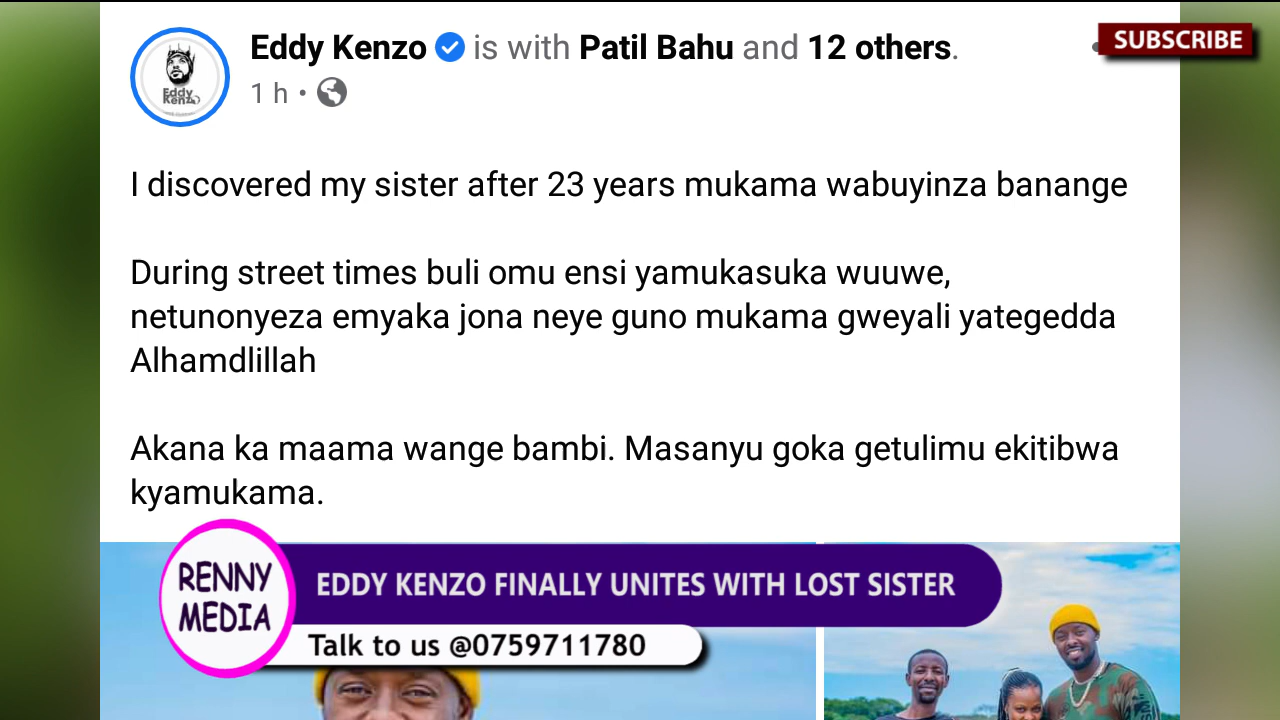 Eddy Kenzo is with Patil Bahu and 12 others.
SUBSCRIBE
1 h •
Eddy
Kenzo
I discovered my sister after 23 years mukama wabuyinza banange
During street times buli omu ensi yamukasuka wuuwe,
netunonyeza emyaka jona neye guno mukama gweyali yategedda
Alhamdlillah
Akana ka maama wange bambi. Masanyu goka getulimu ekitibwa
kyamukama.
RENNY
MEDIA
EDDY KENZO FINALLY UNITES WITH LOST SISTER
Talk to us @0759711780